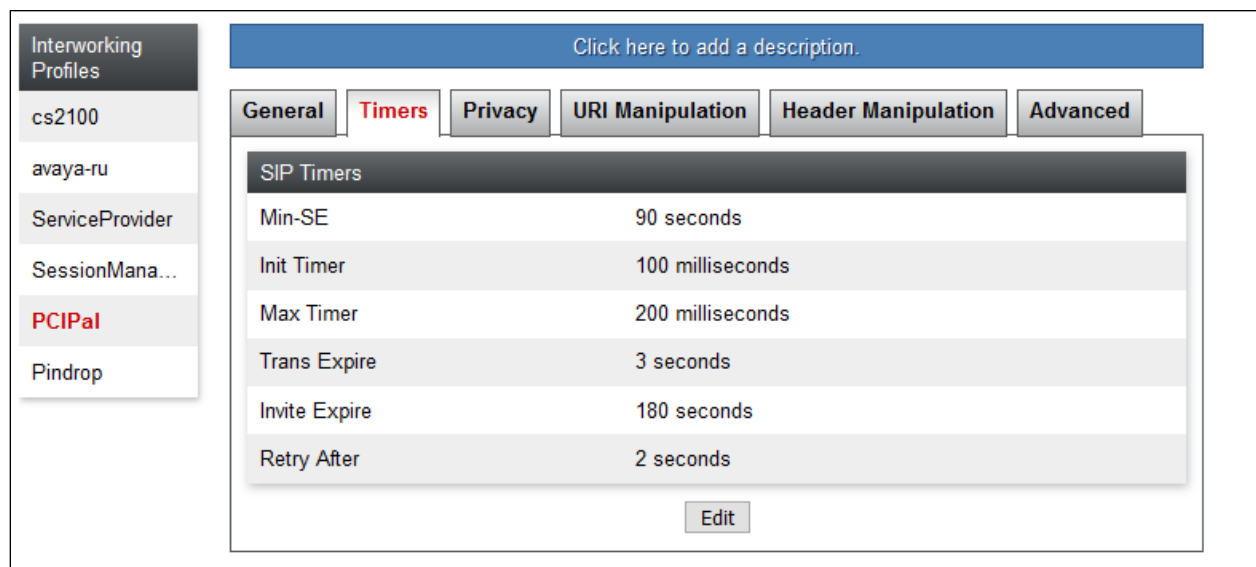 Interworking
Profiles
cs2100
avaya-ru
ServiceProvider
SessionMana...
PCIPal
Pindrop
Click here to add a description.
General Timers Privacy URI Manipulation Header Manipulation Advanced
SIP Timers
Min-SE 90 seconds
Init Timer 100 milliseconds
Max Timer 200 milliseconds
Trans Expire 3 seconds
Invite Expire 180 seconds
Retry After 2 seconds
Edit